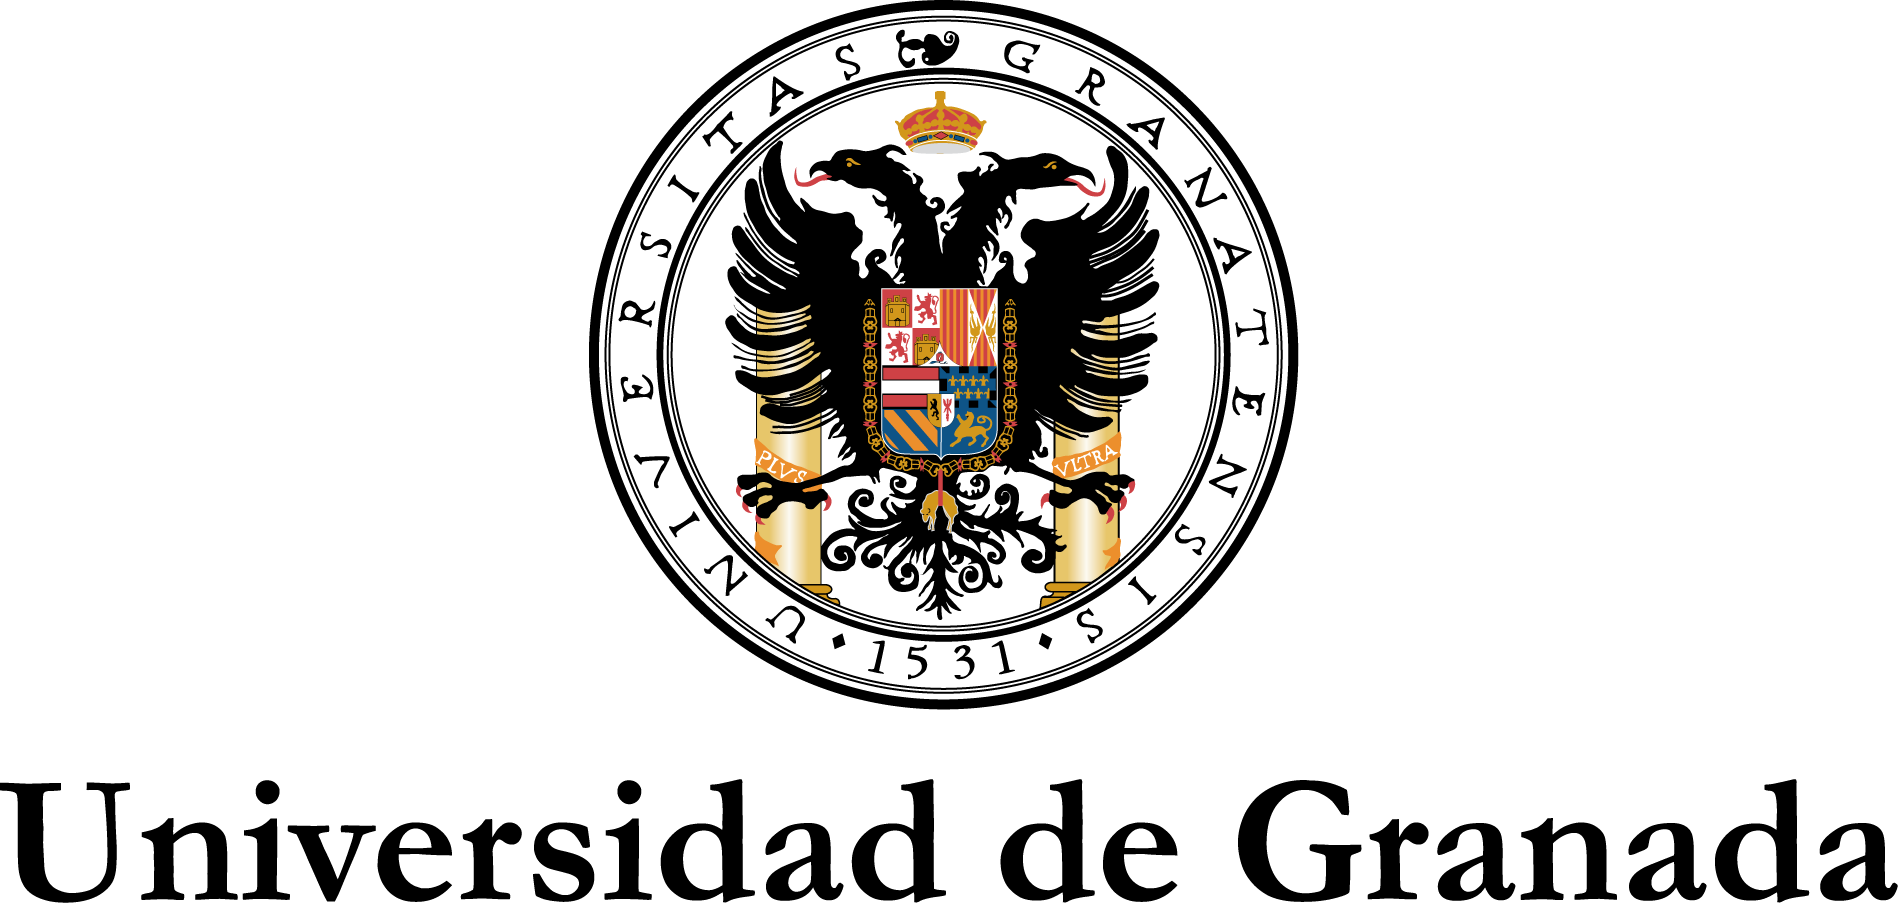 UNIVERSITAS GRANATENSIS
1531
PLVS VLTRA
Universidad de Granada